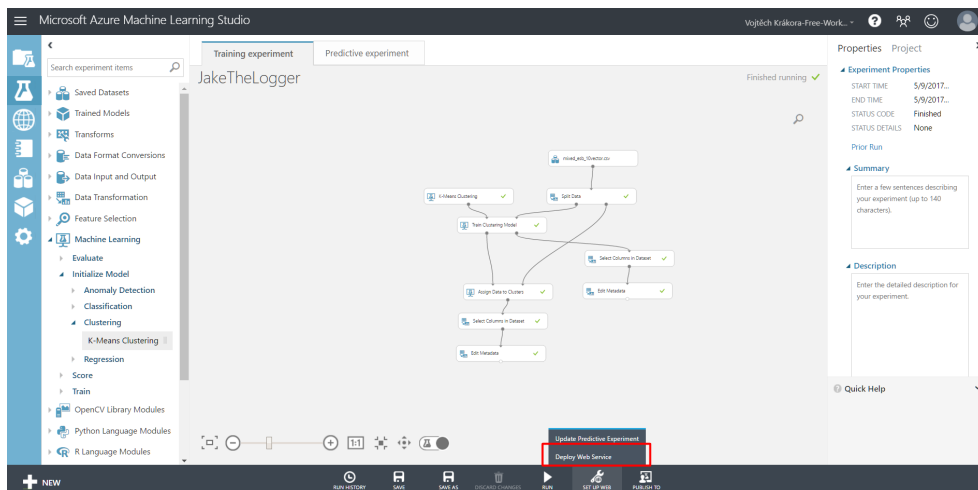 Microsoft Azure Machine Learning Studio
Vojtěch Krákora-Free-Work...
Search experiment items
Saved Datasets
Trained Models
Transforms
Data Format Conversions
Data Input and Output
Data Transformation
Feature Selection
Machine Learning
Evaluate
Initialize Model
Anomaly Detection
Classification
Clustering
K-Means Clustering
Regression
Score
Train
OpenCV Library Modules
Python Language Modules
R Language Modules
Training experiment
Predictive experiment
JakeTheLogger
Finished running
K-Means Clustering
Split Data
Train Clustering Model
Select Columns in Dataset
Assign Data to Clusters
Edit Metadata
Select Columns in Dataset
Edit Metadata
1:1
Update Predictive Experiment
Deploy Web Service
Properties
Project
Experiment Properties
START TIME 5/9/2017...
END TIME 5/9/2017...
STATUS CODE Finished
STATUS DETAILS None
Prior Run
Summary
Enter a few sentences describing
your experiment (up to 140
characters).
Description
Enter the detailed description for
your experiment.
Quick Help
NEW
RUN HISTORY
SAVE
SAVE AS
DISCARD CHANGES
RUN
SET UP WEB
PUBLISH TO